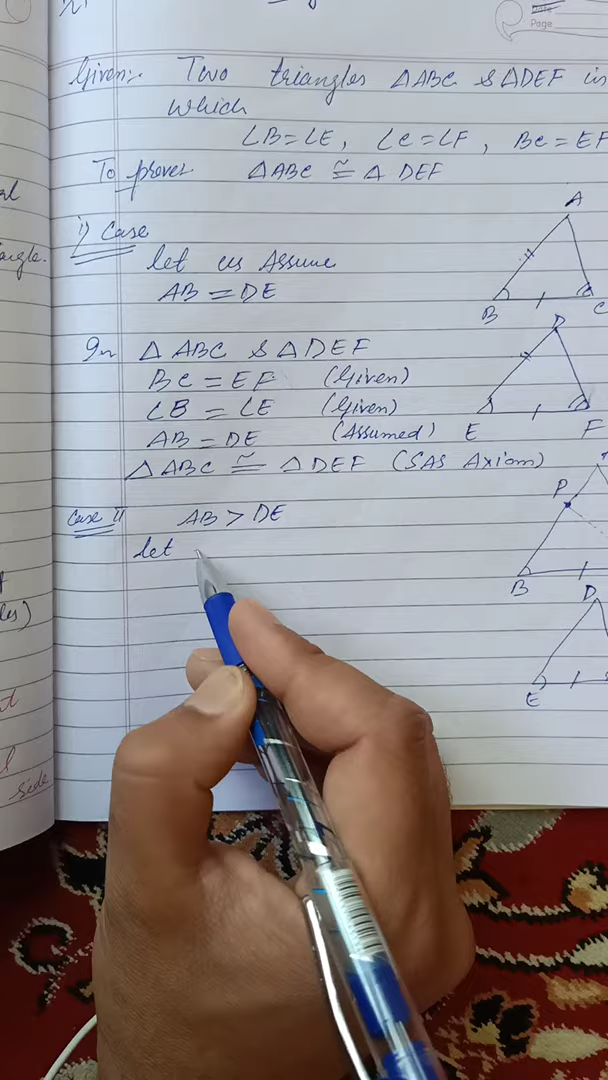 Page
Given:- Two triangles △ABC & △DEF in
which
∠B=∠E, ∠C=∠F, BC=EF
To prove:- △ABC ≅ △DEF
i) Case
let us Assume
AB = DE
A
B
C
In △ABC & △DEF
BC = EF (Given)
∠B = ∠E (Given)
AB = DE (Assumed)
△ABC ≅ △DEF (SAS Axiom)
D
E
F
Case II AB > DE
let
P
B
D
E
side